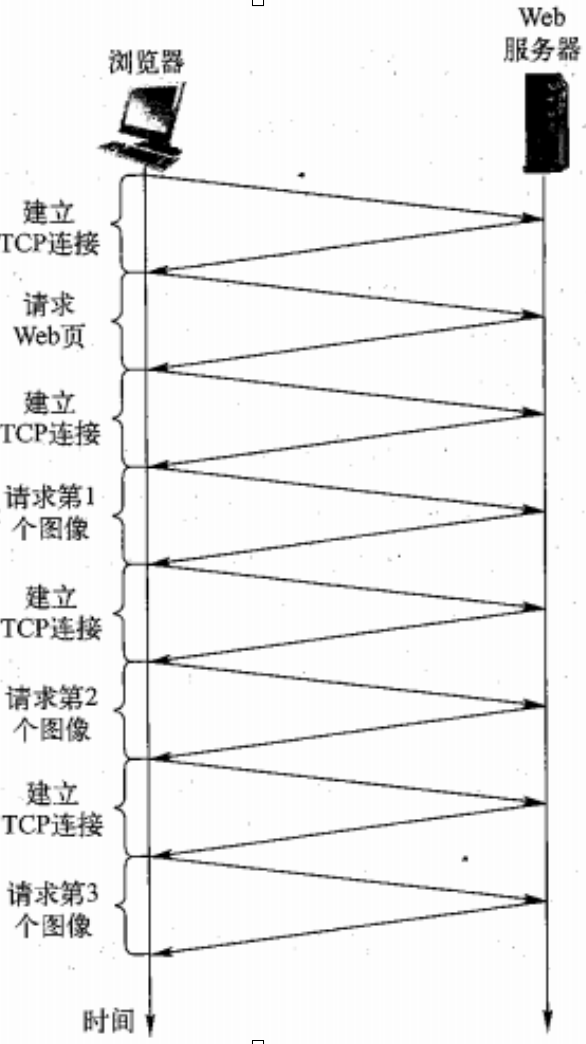 Web
服务器
浏览器
建立
TCP连接
请求
Web页
建立
TCP连接
请求第1
个图像
建立
TCP连接
请求第2
个图像
建立
TCP连接
请求第3
个图像
时间